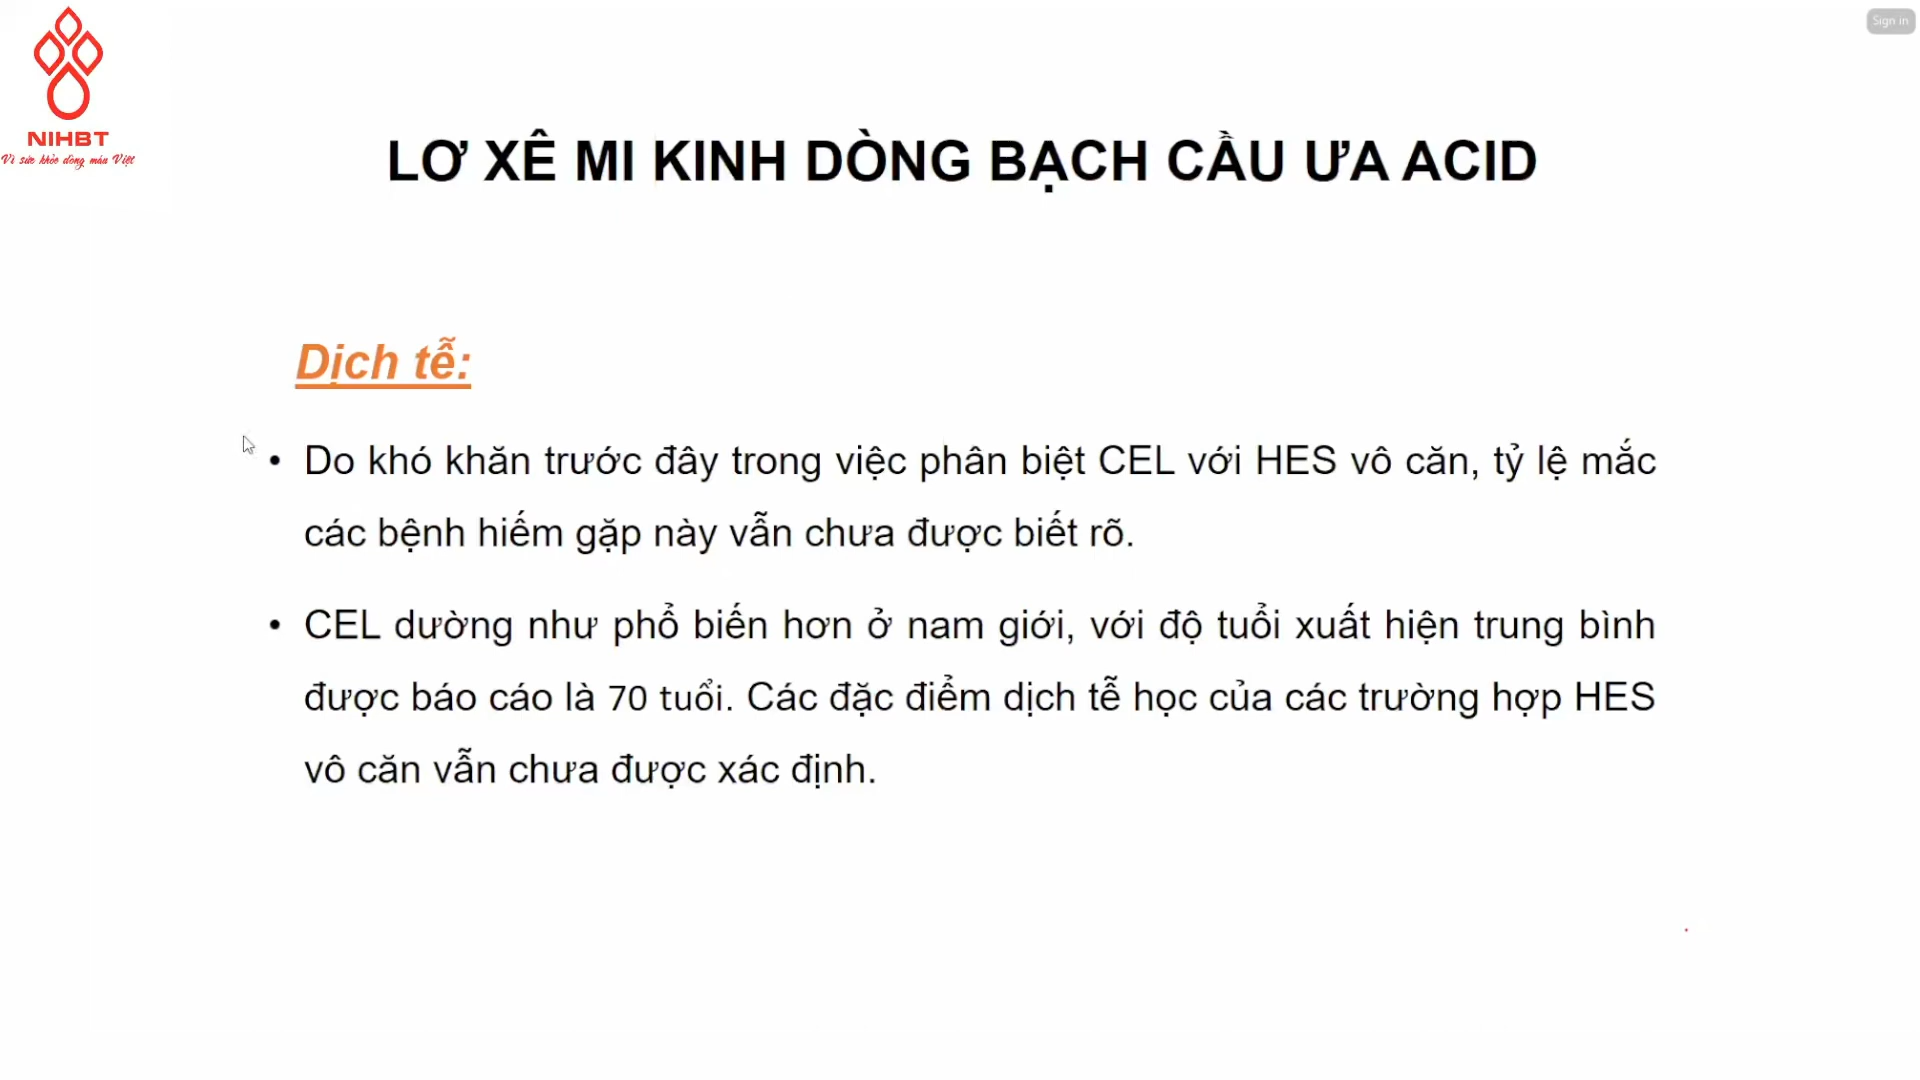 Sign in
NIHBT
Vì sức khỏe dòng máu Việt
LƠ XÊ MI KINH DÒNG BẠCH CẦU ƯA ACID
Dịch tễ:
• Do khó khăn trước đây trong việc phân biệt CEL với HES vô căn, tỷ lệ mắc
các bệnh hiếm gặp này vẫn chưa được biết rõ.
• CEL dường như phổ biến hơn ở nam giới, với độ tuổi xuất hiện trung bình
được báo cáo là 70 tuổi. Các đặc điểm dịch tễ học của các trường hợp HES
vô căn vẫn chưa được xác định.